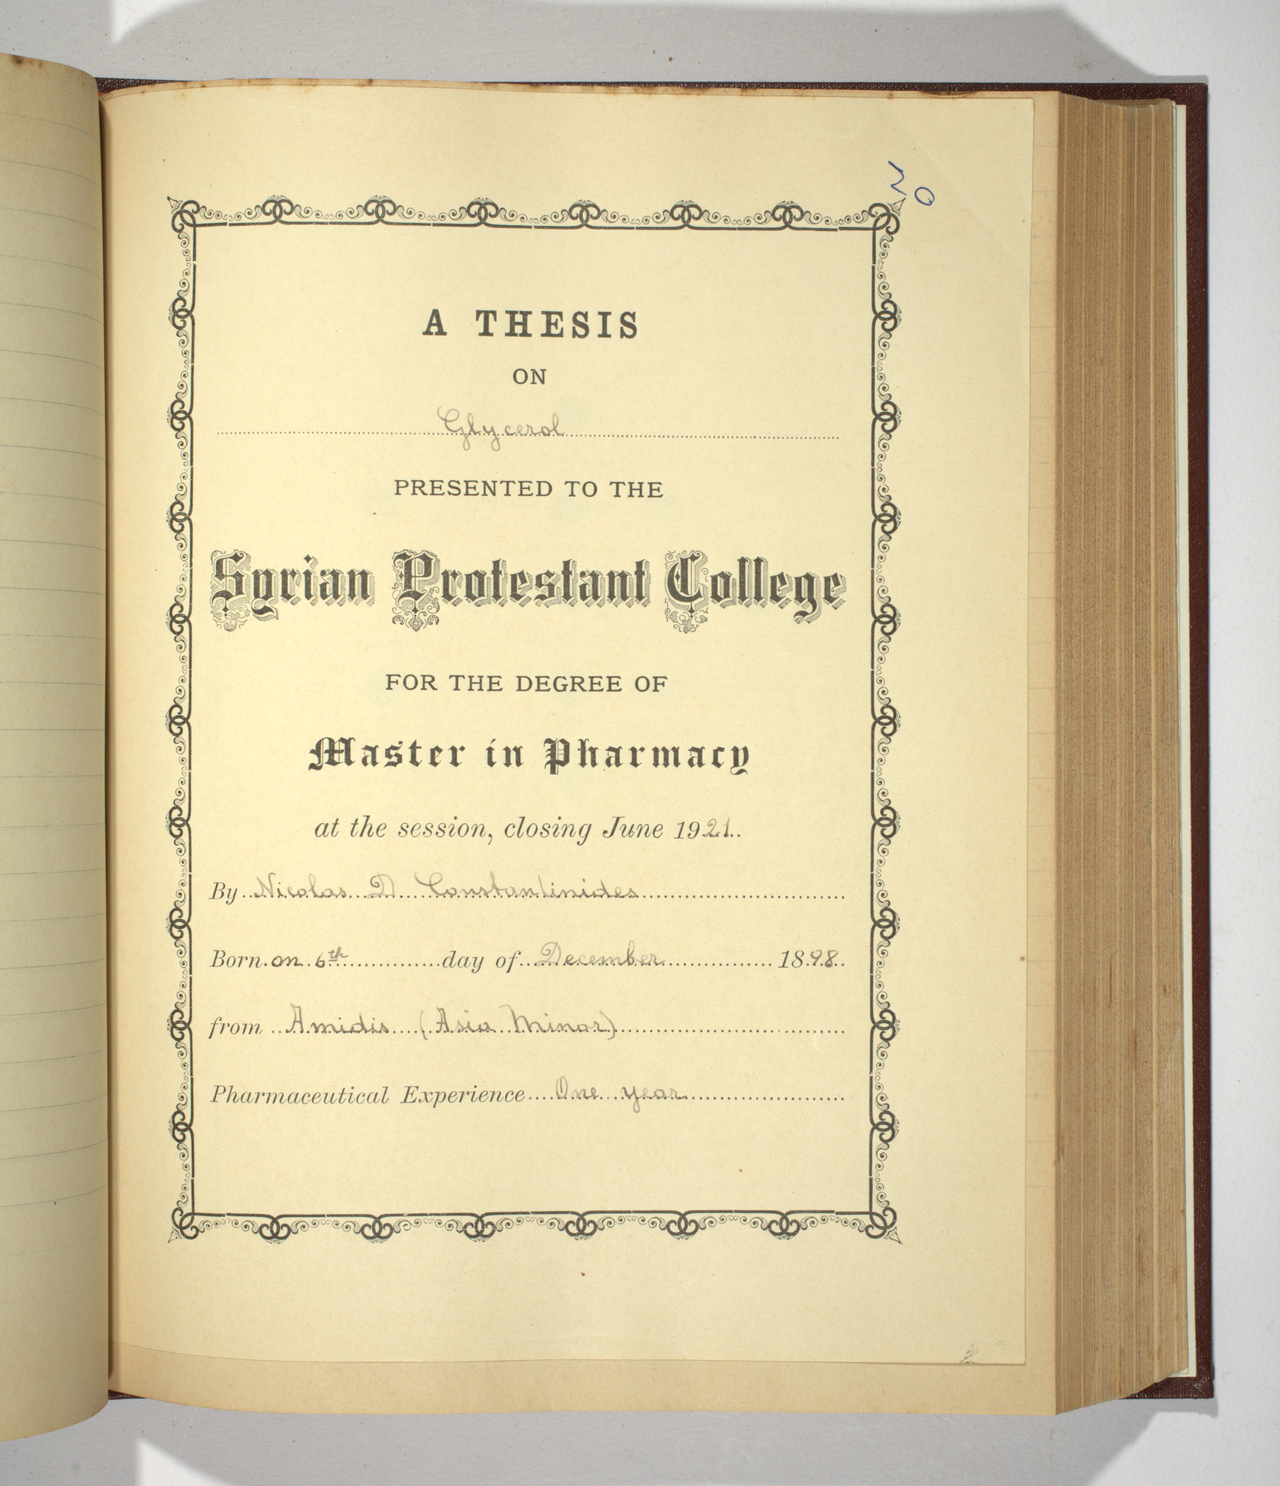 20
A THESIS
ON
Glycerol
PRESENTED TO THE
Syrian Protestant College
FOR THE DEGREE OF
Master in Pharmacy
at the session, closing June 1921.
By Nicolas D. Constantinides
Born on 6th day of December 1898
from Amidis (Asia Minor)
Pharmaceutical Experience One year